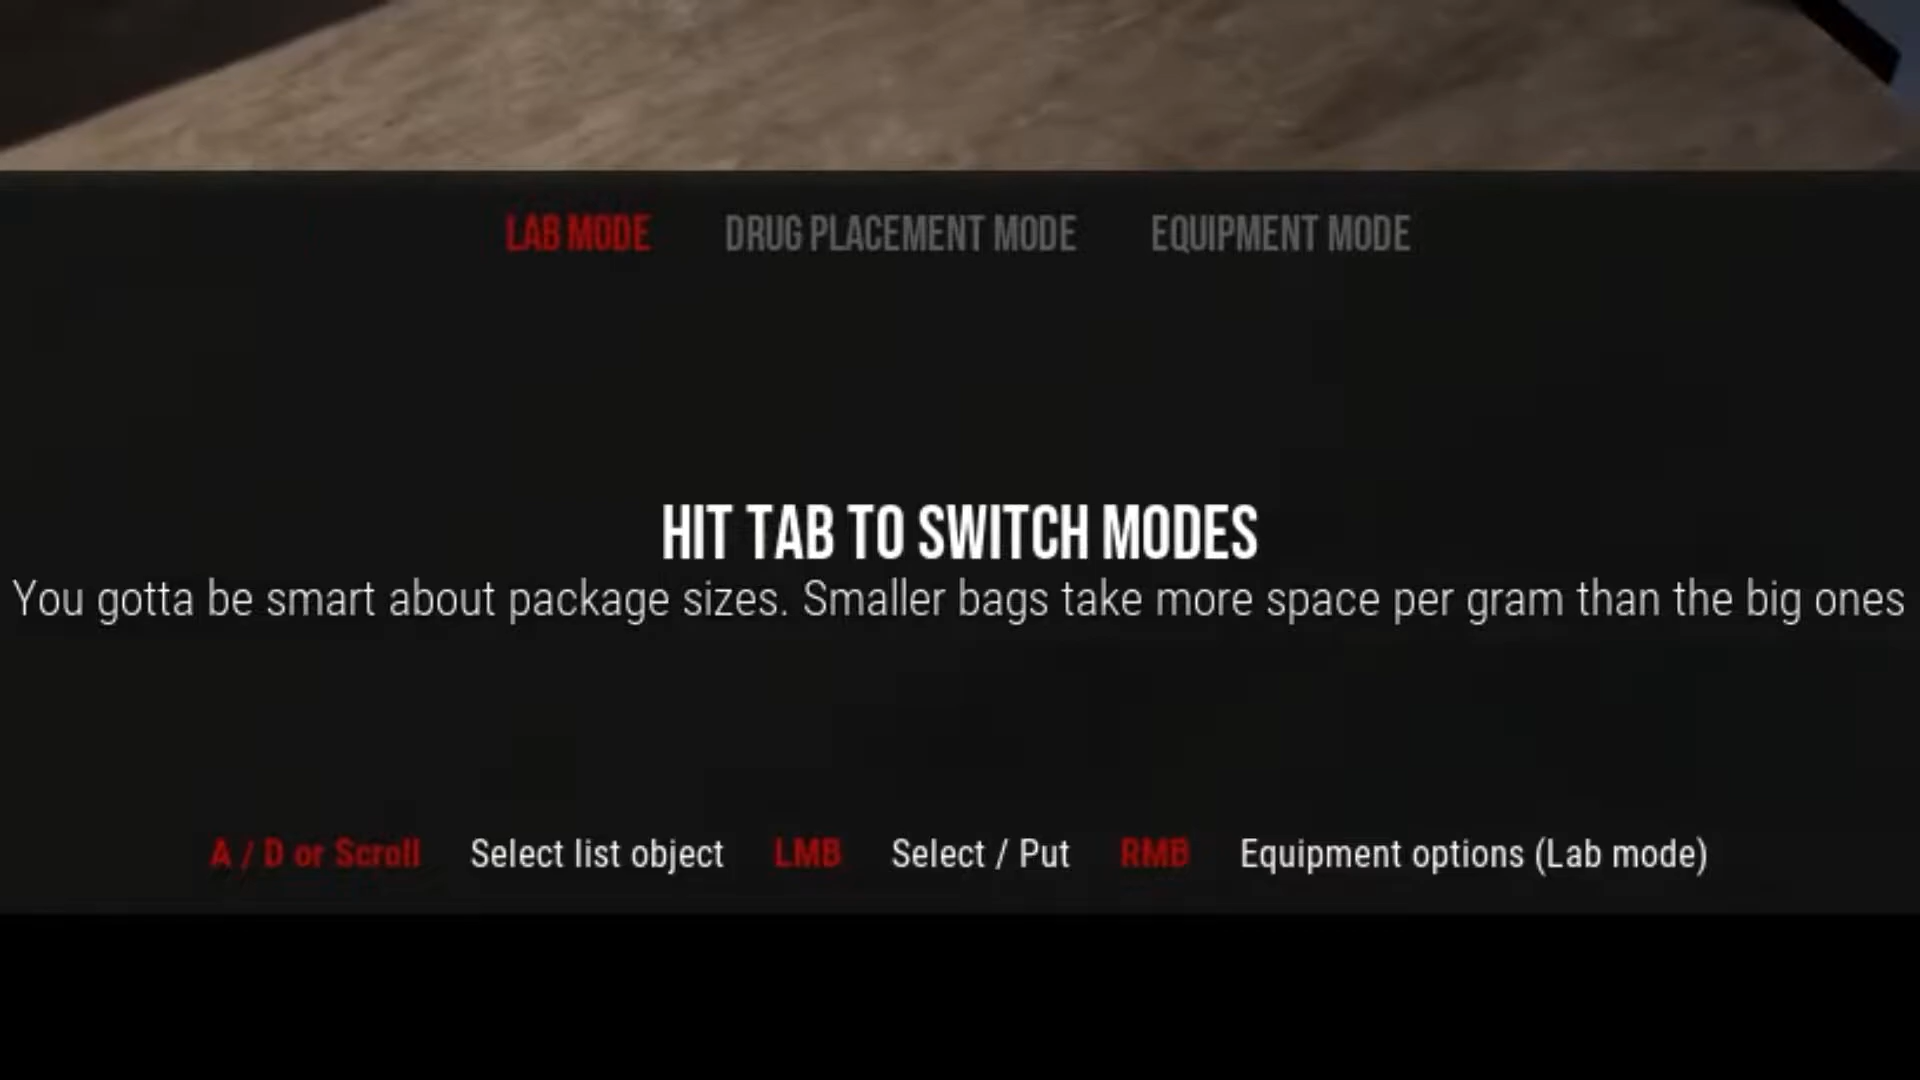 LAB MODE DRUG PLACEMENT MODE EQUIPMENT MODE
HIT TAB TO SWITCH MODES
You gotta be smart about package sizes. Smaller bags take more space per gram than the big ones
A / D or Scroll Select list object LMB Select / Put RMB Equipment options (Lab mode)